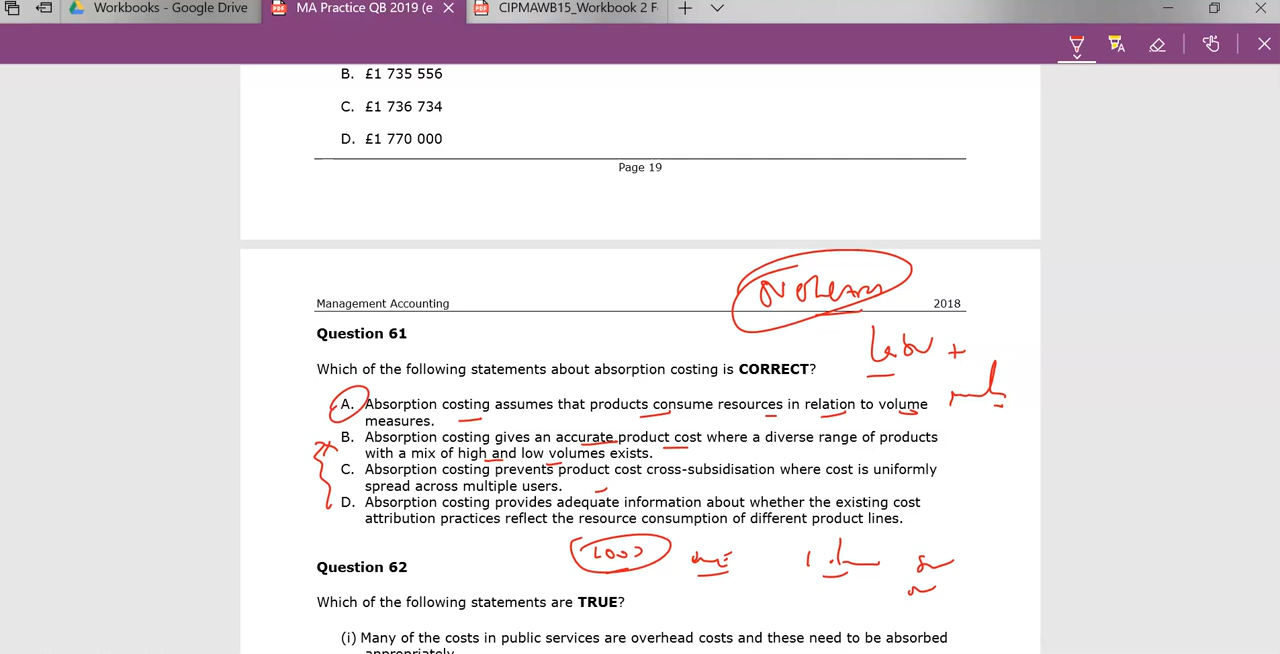 Workbooks - Google Drive
MA Practice QB 2019 (e
CIPMAWB15_Workbook 2 F
B. £1 735 556
C. £1 736 734
D. £1 770 000
Page 19
Management Accounting
2018
Question 61
Which of the following statements about absorption costing is CORRECT?
A. Absorption costing assumes that products consume resources in relation to volume
measures.
B. Absorption costing gives an accurate product cost where a diverse range of products
with a mix of high and low volumes exists.
C. Absorption costing prevents product cost cross-subsidisation where cost is uniformly
spread across multiple users.
D. Absorption costing provides adequate information about whether the existing cost
attribution practices reflect the resource consumption of different product lines.
Question 62
Which of the following statements are TRUE?
(i) Many of the costs in public services are overhead costs and these need to be absorbed
appropriately